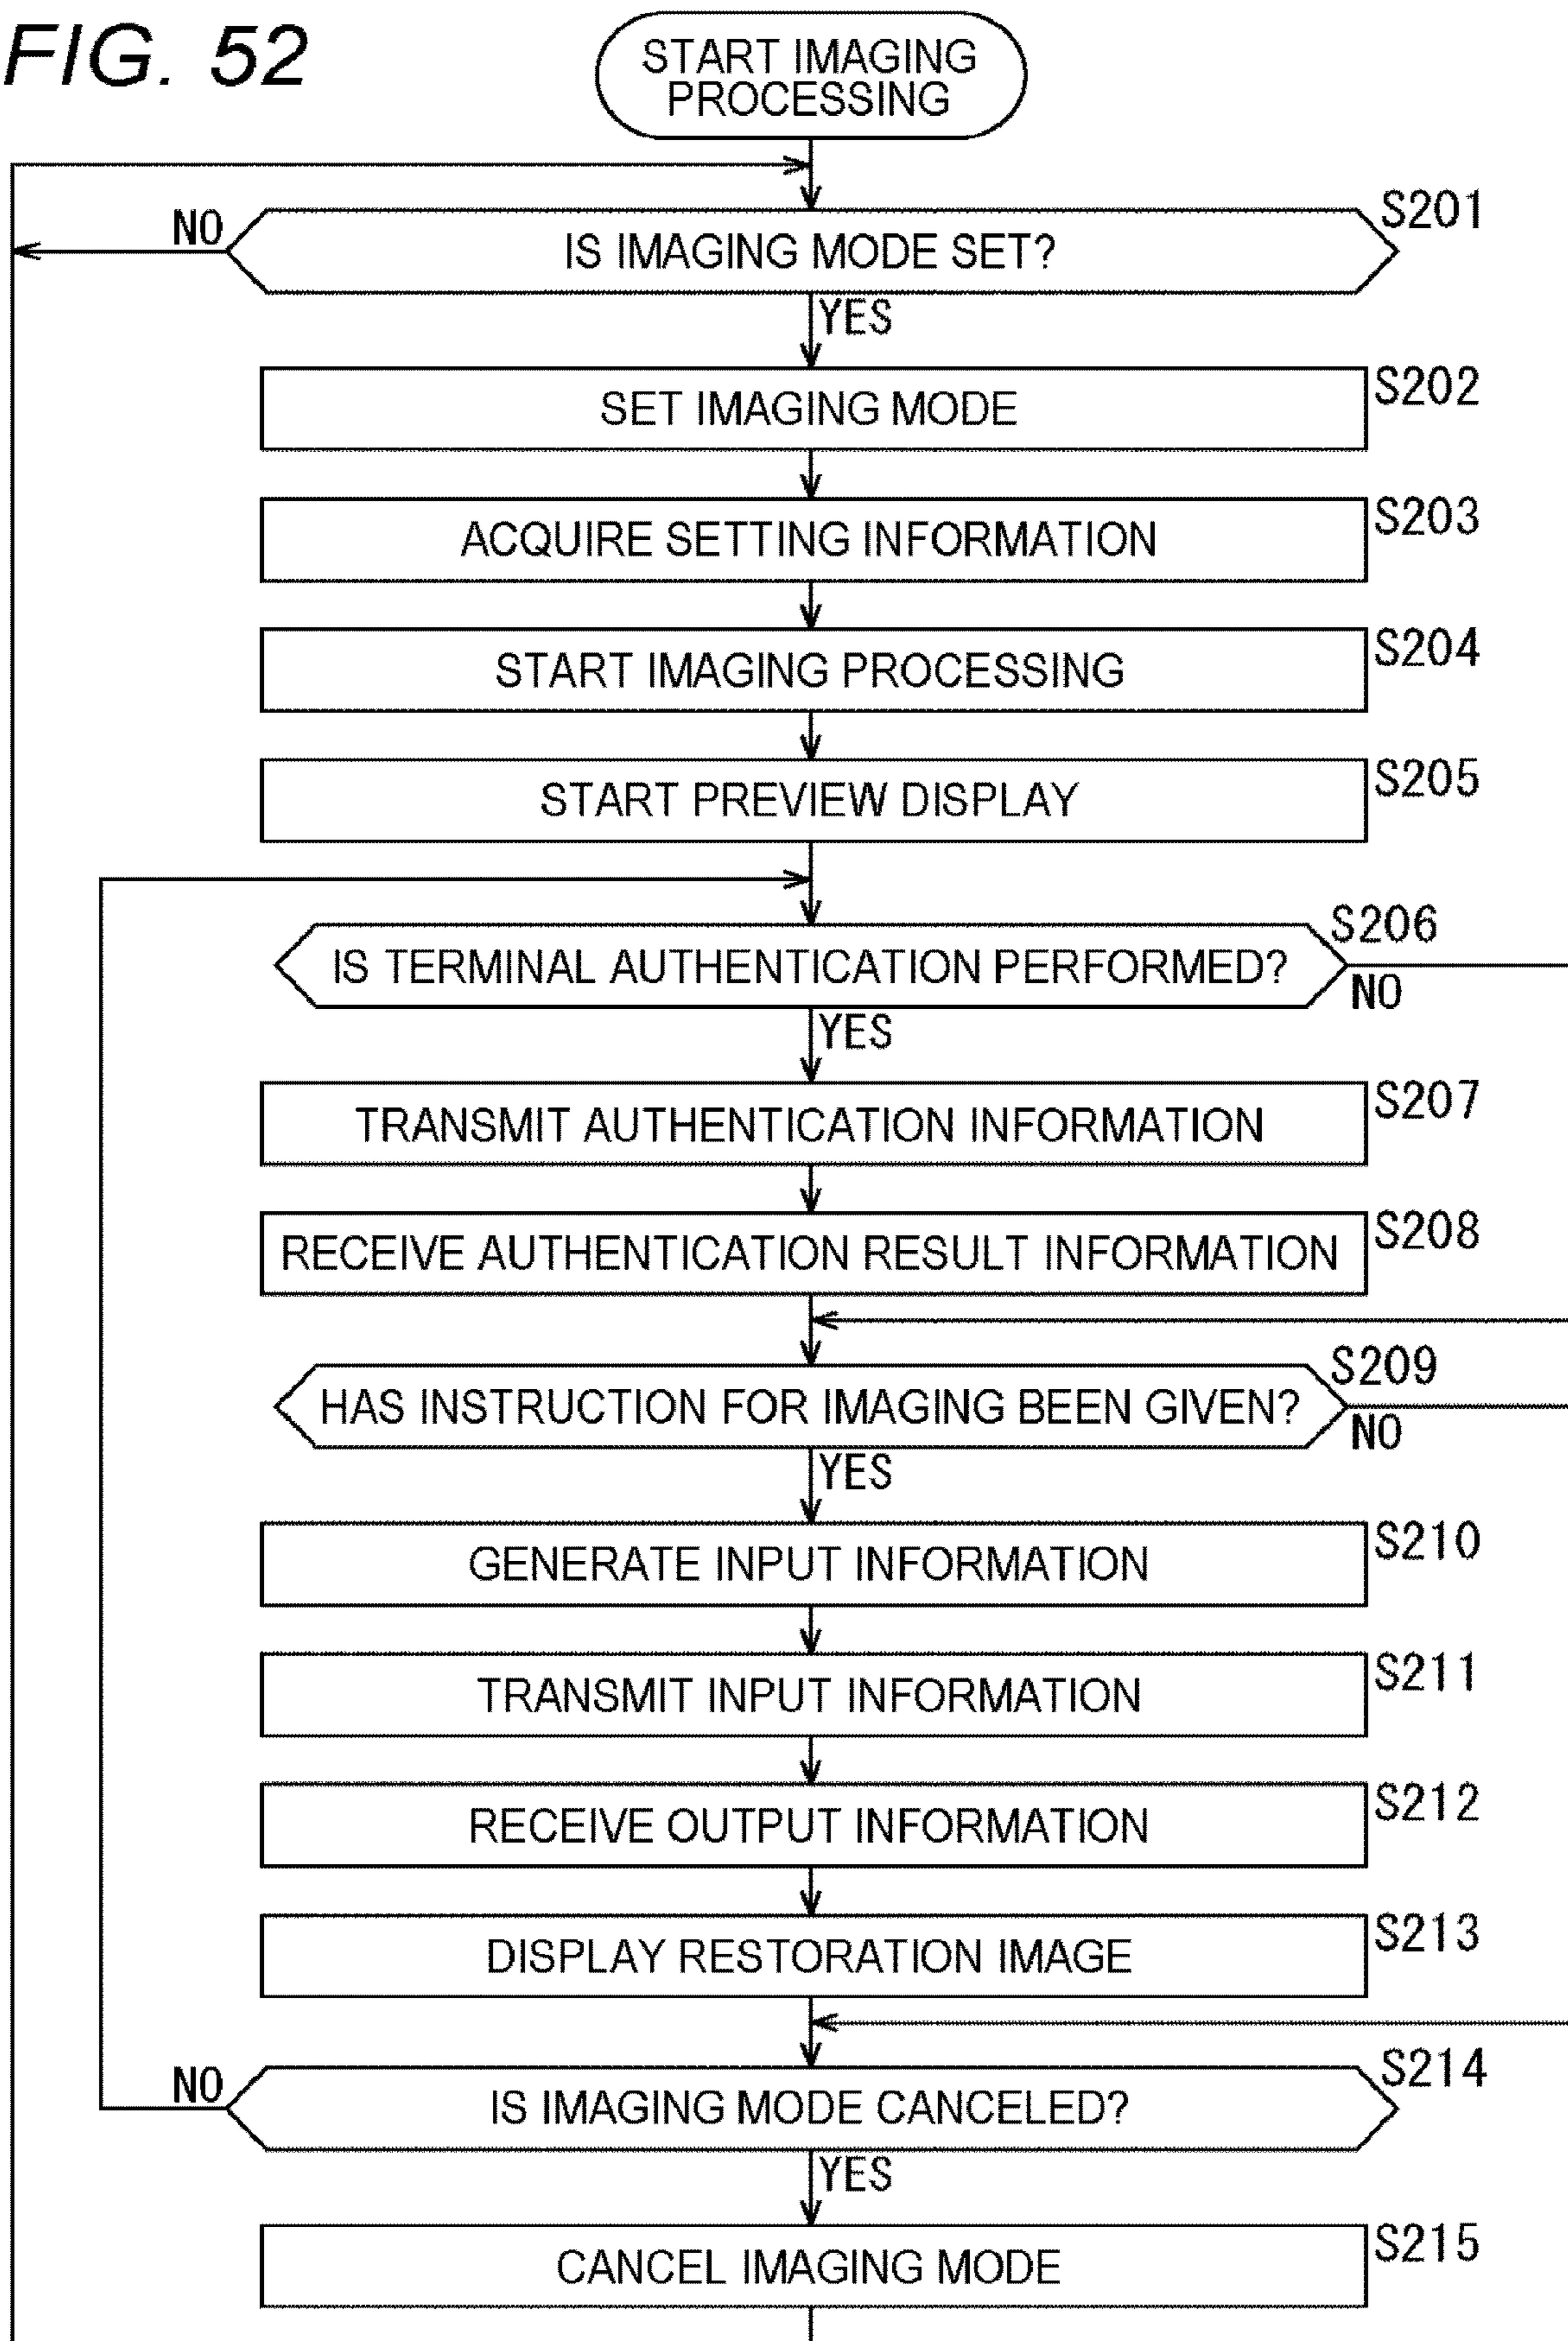 FIG. 52
START IMAGING
PROCESSING
NO
IS IMAGING MODE SET?
S201
YES
SET IMAGING MODE
S202
ACQUIRE SETTING INFORMATION
S203
START IMAGING PROCESSING
S204
START PREVIEW DISPLAY
S205
IS TERMINAL AUTHENTICATION PERFORMED?
S206
NO
YES
TRANSMIT AUTHENTICATION INFORMATION
S207
RECEIVE AUTHENTICATION RESULT INFORMATION
S208
HAS INSTRUCTION FOR IMAGING BEEN GIVEN?
S209
NO
YES
GENERATE INPUT INFORMATION
S210
TRANSMIT INPUT INFORMATION
S211
RECEIVE OUTPUT INFORMATION
S212
DISPLAY RESTORATION IMAGE
S213
NO
IS IMAGING MODE CANCELED?
S214
YES
CANCEL IMAGING MODE
S215